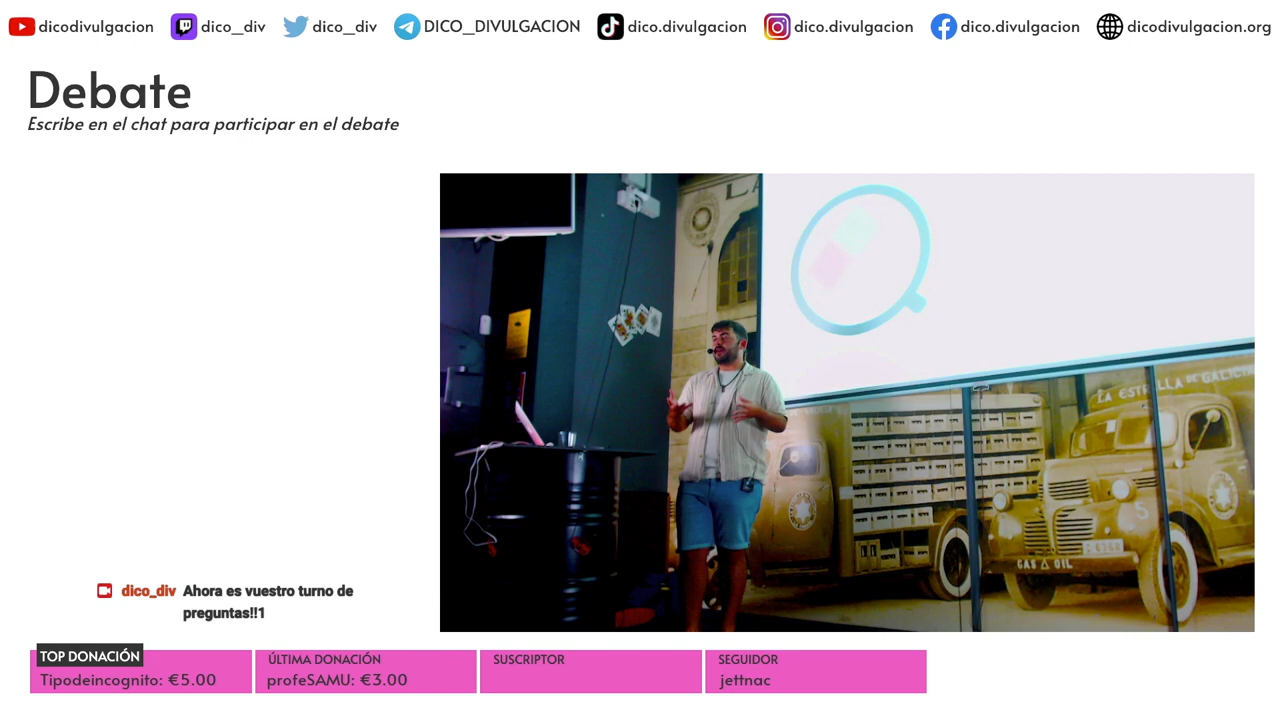 dicodivulgacion dico_div dico_div DICO_DIVULGACION dico.divulgacion dico.divulgacion dico.divulgacion dicodivulgacion.org
Debate
Escribe en el chat para participar en el debate
LA
LA ESTRELLA DE GALICIA
5
GAS OIL
dico_div Ahora es vuestro turno de
preguntas!!1
TOP DONACIÓN
Tipodeincognito: €5.00
ÚLTIMA DONACIÓN
profeSAMU: €3.00
SUSCRIPTOR
SEGUIDOR
jettnac